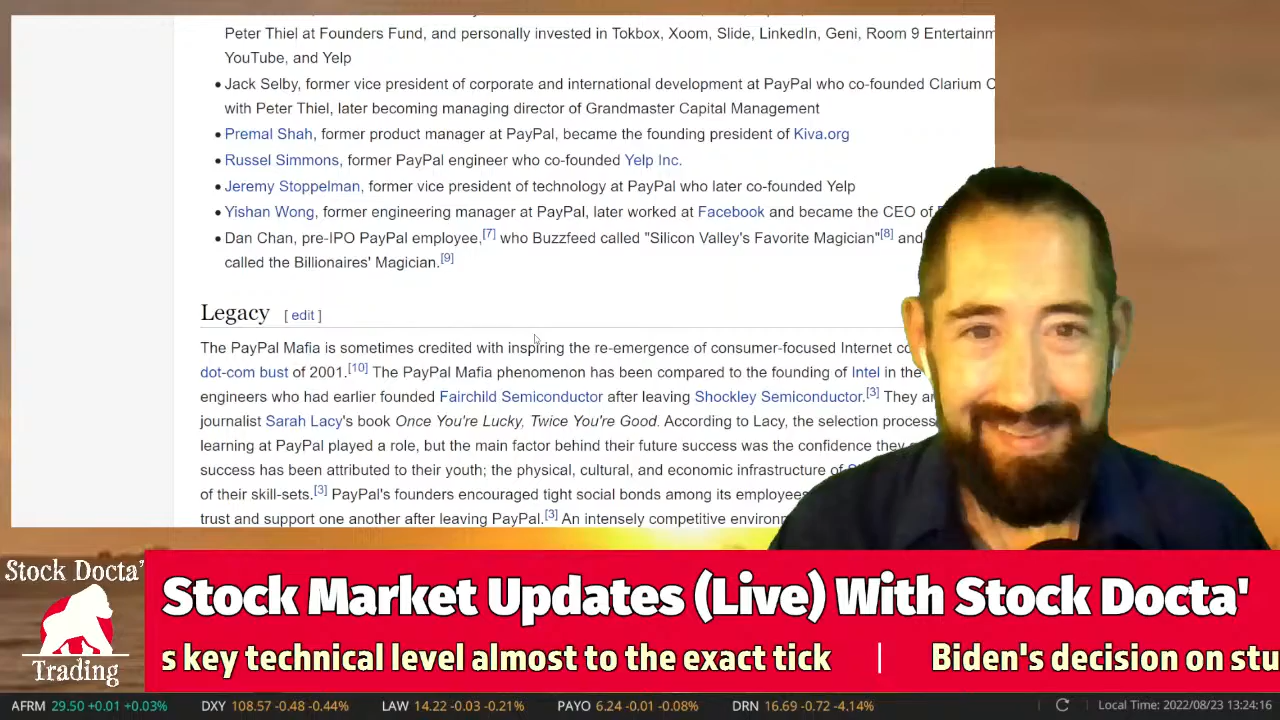 Peter Thiel at Founders Fund, and personally invested in Tokbox, Xoom, Slide, LinkedIn, Geni, Room 9 Entertainm
YouTube, and Yelp
• Jack Selby, former vice president of corporate and international development at PayPal who co-founded Clarium C
with Peter Thiel, later becoming managing director of Grandmaster Capital Management
• Premal Shah, former product manager at PayPal, became the founding president of Kiva.org
• Russel Simmons, former PayPal engineer who co-founded Yelp Inc.
• Jeremy Stoppelman, former vice president of technology at PayPal who later co-founded Yelp
• Yishan Wong, former engineering manager at PayPal, later worked at Facebook and became the CEO of
• Dan Chan, pre-IPO PayPal employee,[7] who Buzzfeed called "Silicon Valley's Favorite Magician"[8] and
called the Billionaires' Magician.[9]
Legacy [ edit ]
The PayPal Mafia is sometimes credited with inspiring the re-emergence of consumer-focused Internet co
dot-com bust of 2001.[10] The PayPal Mafia phenomenon has been compared to the founding of Intel in the
engineers who had earlier founded Fairchild Semiconductor after leaving Shockley Semiconductor.[3] They ar
journalist Sarah Lacy's book Once You're Lucky, Twice You're Good. According to Lacy, the selection process
learning at PayPal played a role, but the main factor behind their future success was the confidence they
success has been attributed to their youth; the physical, cultural, and economic infrastructure of
of their skill-sets.[3] PayPal's founders encouraged tight social bonds among its employees
trust and support one another after leaving PayPal.[3] An intensely competitive environm
Stock Docta'
Trading
Stock Market Updates (Live) With Stock Docta'
s key technical level almost to the exact tick | Biden's decision on stu
AFRM 29.50 +0.01 +0.03% DXY 108.57 -0.48 -0.44% LAW 14.22 -0.03 -0.21% PAYO 6.24 -0.01 -0.08% DRN 16.69 -0.72 -4.14% Local Time: 2022/08/23 13:24:16